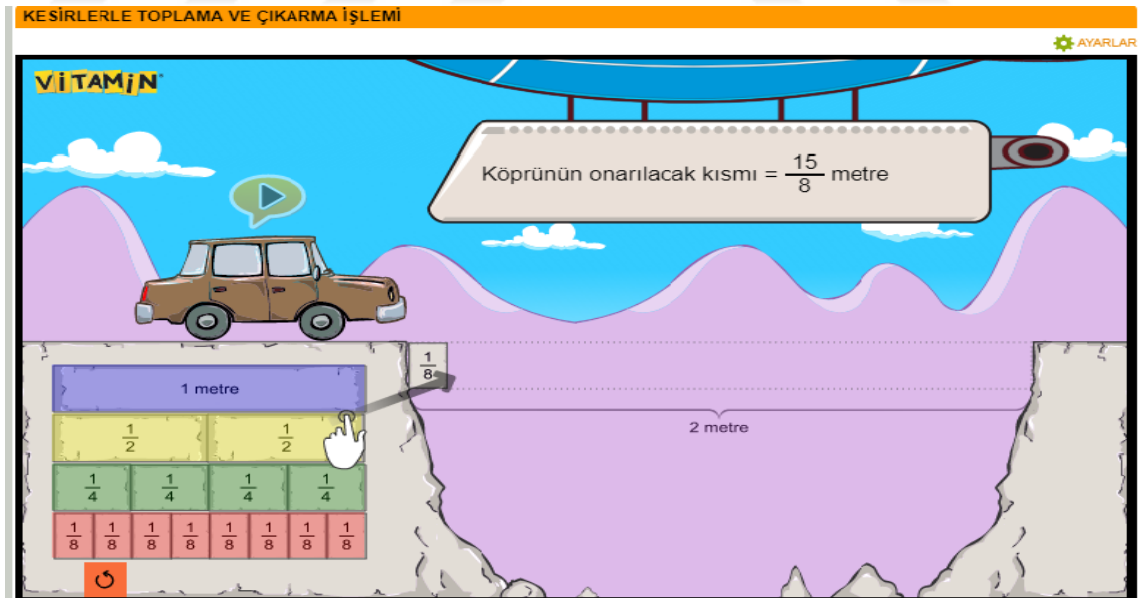 KESİRLERLE TOPLAMA VE ÇIKARMA İŞLEMİ
AYARLAR
VİTAMİN
Köprünün onarılacak kısmı = 15/8 metre
1/8
1 metre
2 metre
1/2 1/2
1/4 1/4 1/4 1/4
1/8 1/8 1/8 1/8 1/8 1/8 1/8 1/8